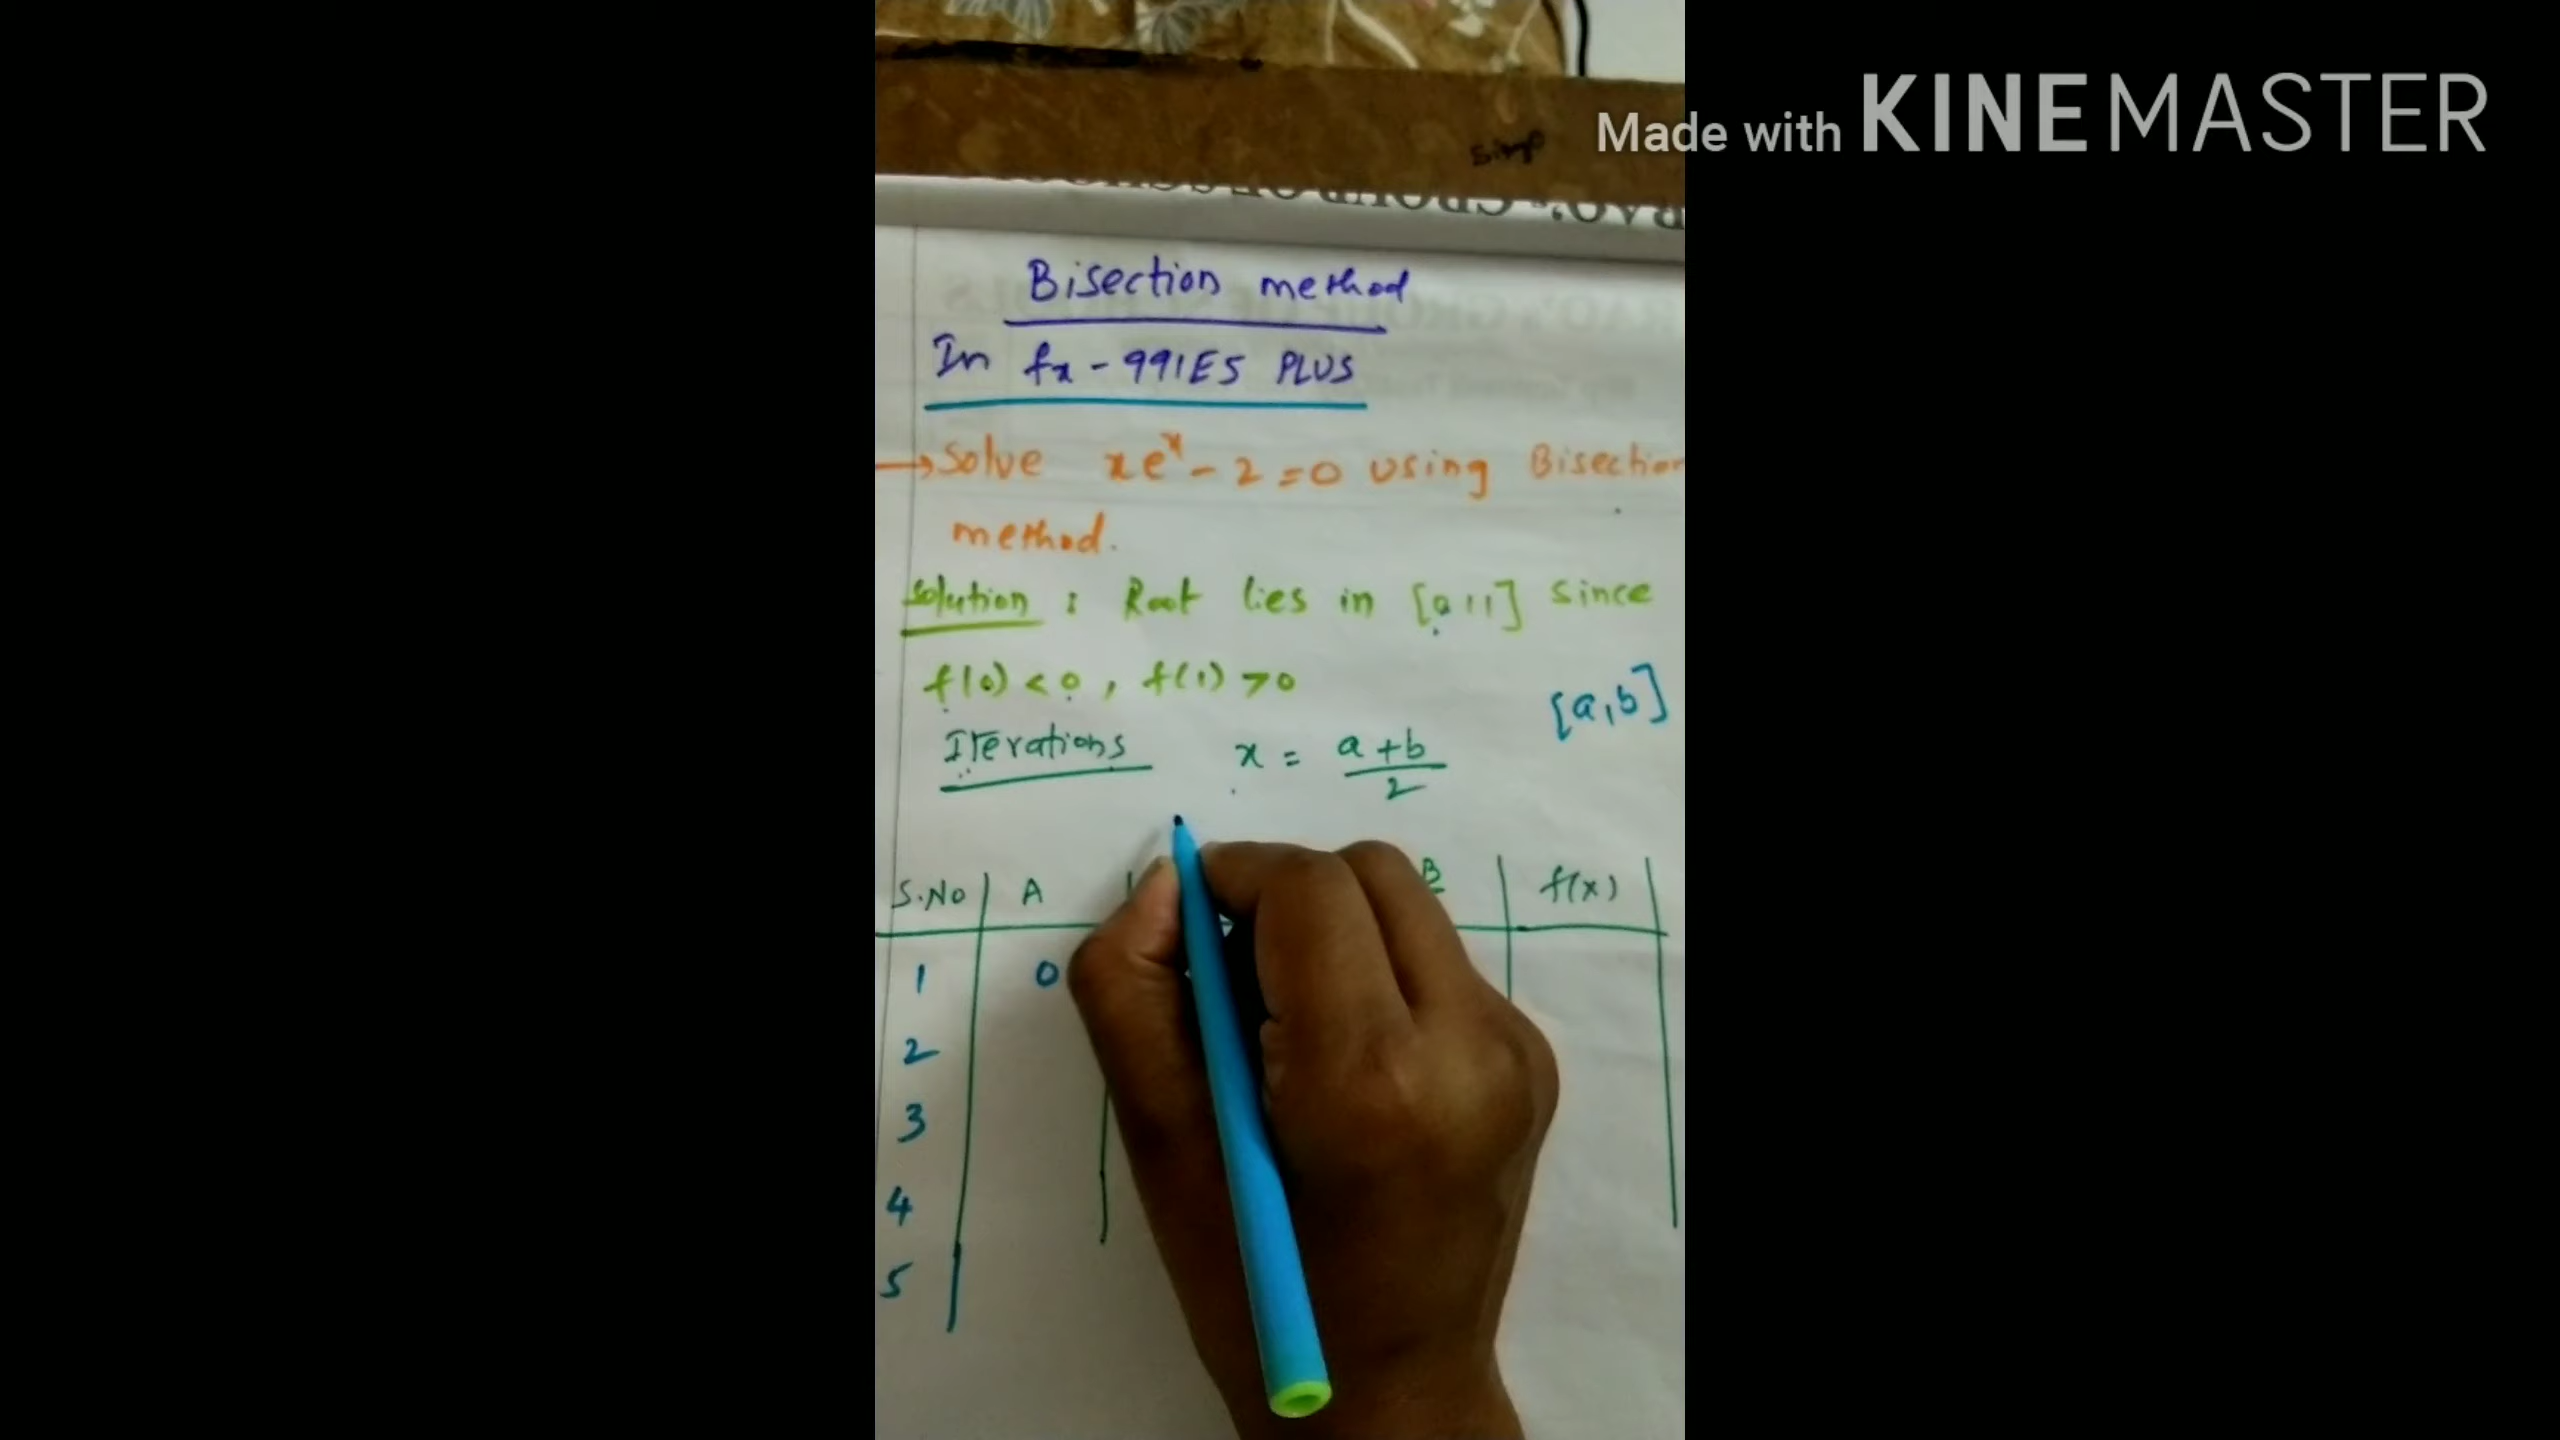 Made with KINEMASTER
Bisection method
In fx-991ES PLUS
→ Solve xeˣ - 2 = 0 using Bisection
method.
Solution : Root lies in [0,1] since
f(0) < 0, f(1) > 0
[a,b]
Iterations x = a+b/2
S.No A B f(x)
1 0
2
3
4
5